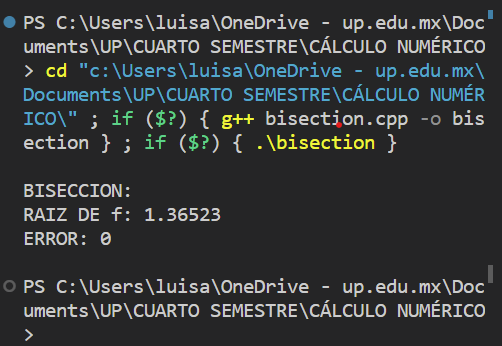 PS C:\Users\luisa\OneDrive - up.edu.mx\Doc
uments\UP\CUARTO SEMESTRE\CÁLCULO NUMÉRICO
> cd "c:\Users\luisa\OneDrive - up.edu.mx\
Documents\UP\CUARTO SEMESTRE\CÁLCULO NUMÉR
ICO\" ; if ($?) { g++ bisection.cpp -o bis
ection } ; if ($?) { .\bisection }
BISECCION:
RAIZ DE f: 1.36523
ERROR: 0
PS C:\Users\luisa\OneDrive - up.edu.mx\Doc
uments\UP\CUARTO SEMESTRE\CÁLCULO NUMÉRICO
>